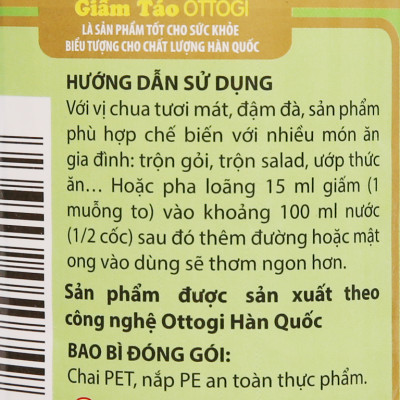 Giấm Táo OTTOGI
LÀ SẢN PHẨM TỐT CHO SỨC KHỎE
BIỂU TƯỢNG CHO CHẤT LƯỢNG HÀN QUỐC
HƯỚNG DẪN SỬ DỤNG
Với vị chua tươi mát, đậm đà, sản phẩm
phù hợp chế biến với nhiều món ăn
gia đình: trộn gỏi, trộn salad, ướp thức
ăn... Hoặc pha loãng 15 ml giấm (1
muỗng to) vào khoảng 100 ml nước
(1/2 cốc) sau đó thêm đường hoặc mật
ong vào dùng sẽ thơm ngon hơn.
Sản phẩm được sản xuất theo
công nghệ Ottogi Hàn Quốc
BAO BÌ ĐÓNG GÓI:
Chai PET, nắp PE an toàn thực phẩm.